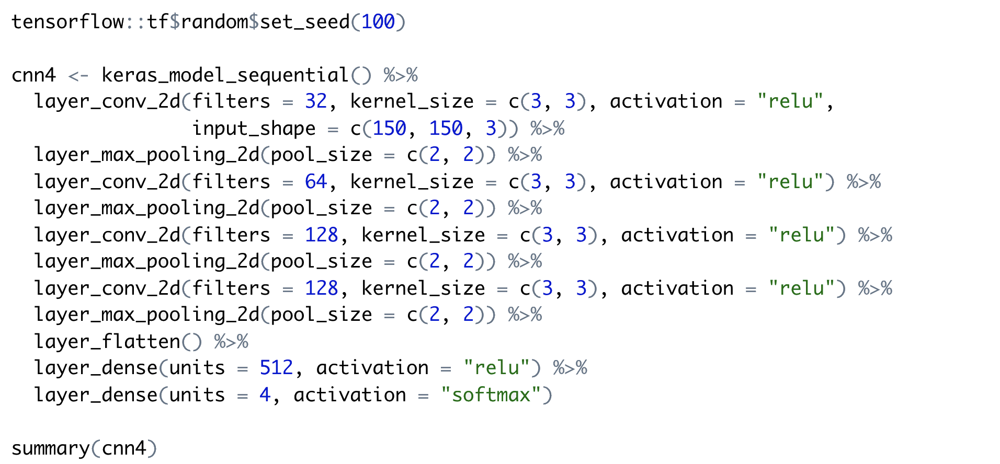 tensorflow::tf$random$set_seed(100)

cnn4 <- keras_model_sequential() %>%
  layer_conv_2d(filters = 32, kernel_size = c(3, 3), activation = "relu",
                input_shape = c(150, 150, 3)) %>%
  layer_max_pooling_2d(pool_size = c(2, 2)) %>%
  layer_conv_2d(filters = 64, kernel_size = c(3, 3), activation = "relu") %>%
  layer_max_pooling_2d(pool_size = c(2, 2)) %>%
  layer_conv_2d(filters = 128, kernel_size = c(3, 3), activation = "relu") %>%
  layer_max_pooling_2d(pool_size = c(2, 2)) %>%
  layer_conv_2d(filters = 128, kernel_size = c(3, 3), activation = "relu") %>%
  layer_max_pooling_2d(pool_size = c(2, 2)) %>%
  layer_flatten() %>%
  layer_dense(units = 512, activation = "relu") %>%
  layer_dense(units = 4, activation = "softmax")

summary(cnn4)